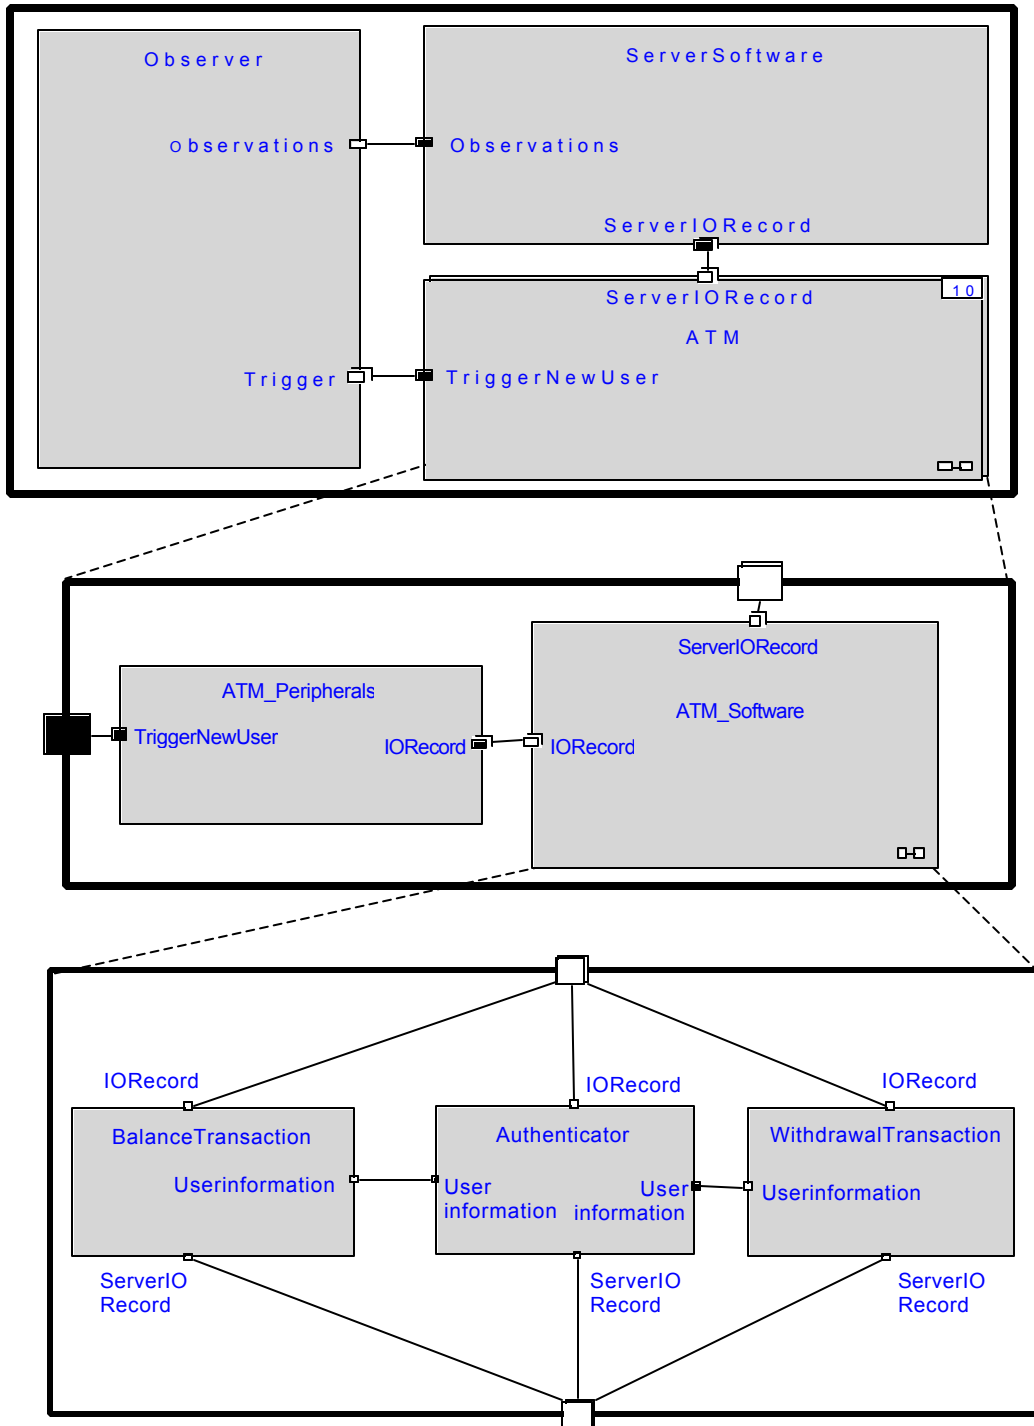 Observer
ServerSoftware
Observations
Observations
ServerIORecord
ServerIORecord
10
ATM
Trigger
TriggerNewUser
ServerIORecord
ATM_Peripherals
ATM_Software
TriggerNewUser
IORecord
IORecord
IORecord
IORecord
IORecord
BalanceTransaction
Authenticator
WithdrawalTransaction
Userinformation
User
information
User
information
Userinformation
ServerIO
Record
ServerIO
Record
ServerIO
Record